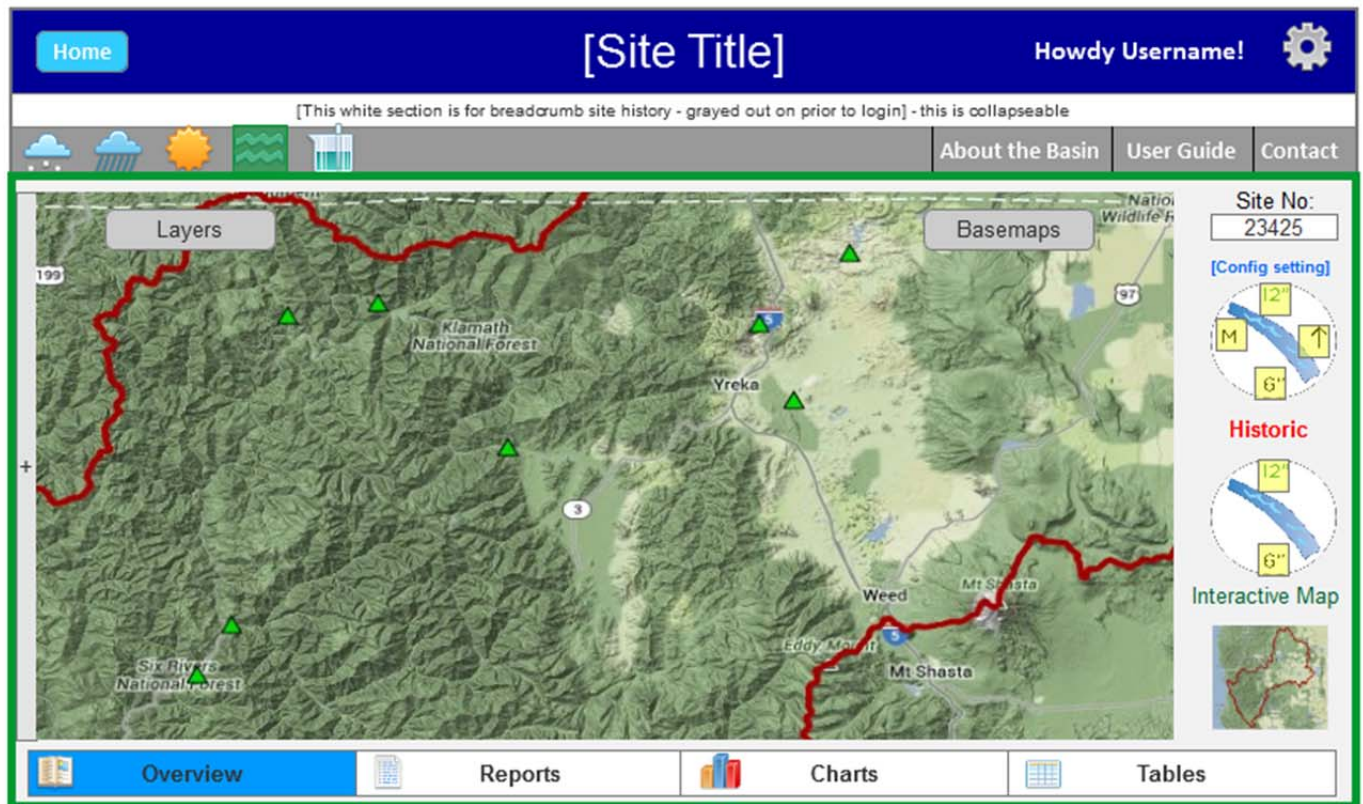 Home
[Site Title]
Howdy Username!
[This white section is for breadcrumb site history - grayed out on prior to login] - this is collapseable
About the Basin
User Guide
Contact
Layers
Basemaps
Wildlife R
Site No:
23425
[Config setting]
199
97
12"
M
↑
6"
5
Klamath
National Forest
Yreka
Historic
12"
6"
+
3
Interactive Map
Weed
Mt Shasta
5
Eddy Mount
Mt Shasta
Six Rivers
National Forest
Overview
Reports
Charts
Tables